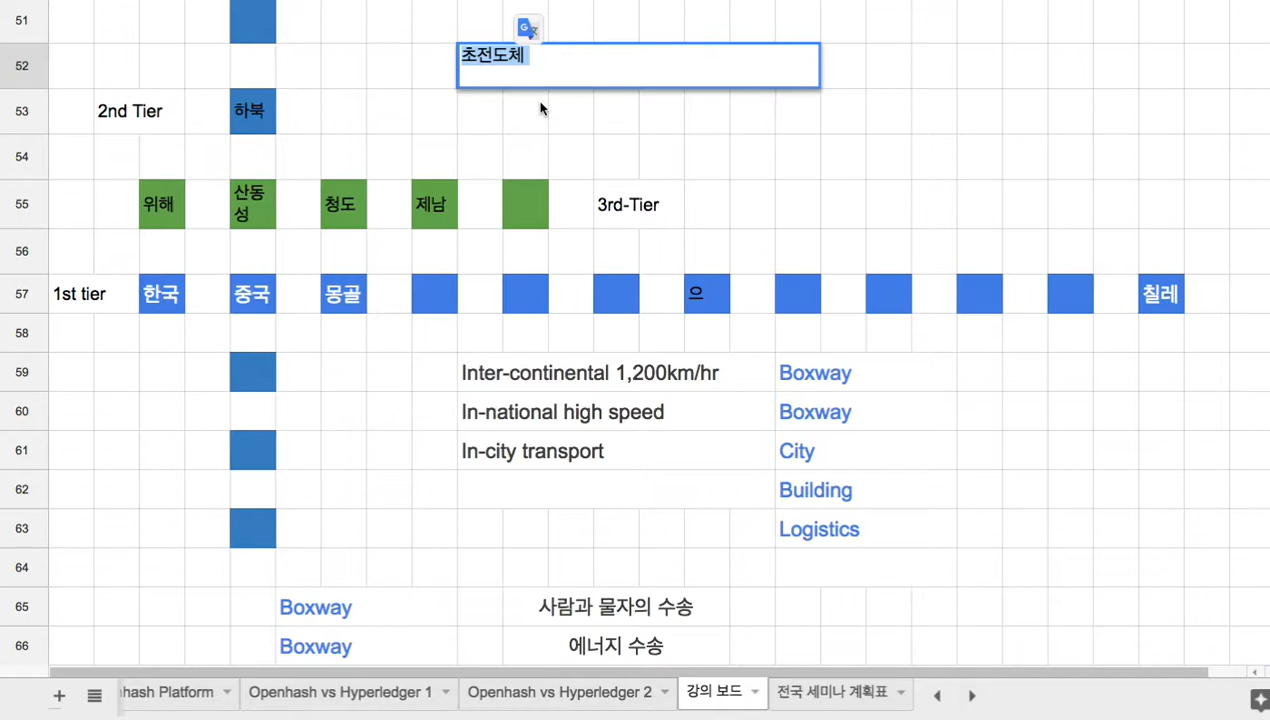 51
52
초전도체
53
2nd Tier
하북
54
55
위해
산동
성
청도
제남
3rd-Tier
56
57
1st tier
한국
중국
몽골
으
칠레
58
59
Inter-continental 1,200km/hr
Boxway
60
In-national high speed
Boxway
61
In-city transport
City
62
Building
63
Logistics
64
65
Boxway
사람과 물자의 수송
66
Boxway
에너지 수송
hash Platform
Openhash vs Hyperledger 1
Openhash vs Hyperledger 2
강의 보드
전국 세미나 계획표